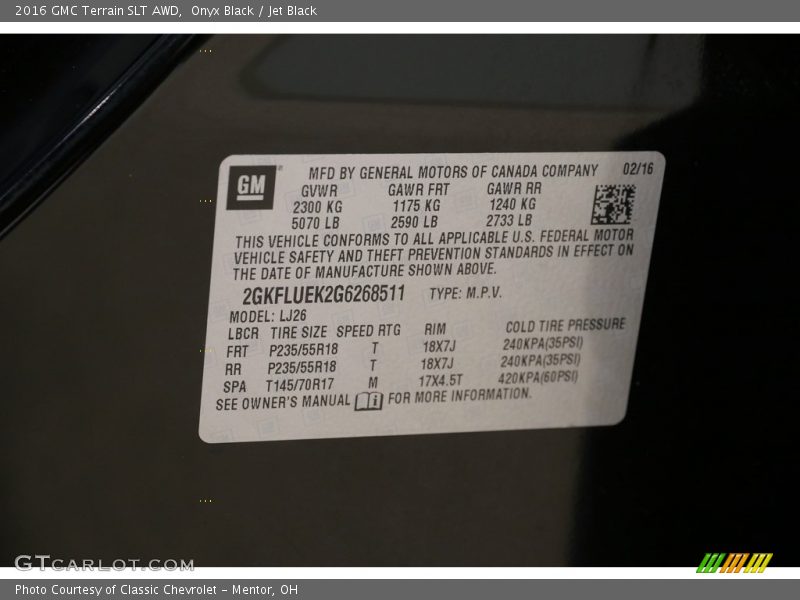 2016 GMC Terrain SLT AWD, Onyx Black / Jet Black
GM
MFD BY GENERAL MOTORS OF CANADA COMPANY 02/16
GVWR GAWR FRT GAWR RR
2300 KG 1175 KG 1240 KG
5070 LB 2590 LB 2733 LB
THIS VEHICLE CONFORMS TO ALL APPLICABLE U.S. FEDERAL MOTOR
VEHICLE SAFETY AND THEFT PREVENTION STANDARDS IN EFFECT ON
THE DATE OF MANUFACTURE SHOWN ABOVE.
2GKFLUEK2G6268511 TYPE: M.P.V.
MODEL: LJ26
LBCR TIRE SIZE SPEED RTG RIM COLD TIRE PRESSURE
FRT P235/55R18 T 18X7J 240KPA(35PSI)
RR P235/55R18 T 18X7J 240KPA(35PSI)
SPA T145/70R17 M 17X4.5T 420KPA(60PSI)
SEE OWNER'S MANUAL i FOR MORE INFORMATION.
GTCARLOT.COM
Photo Courtesy of Classic Chevrolet - Mentor, OH